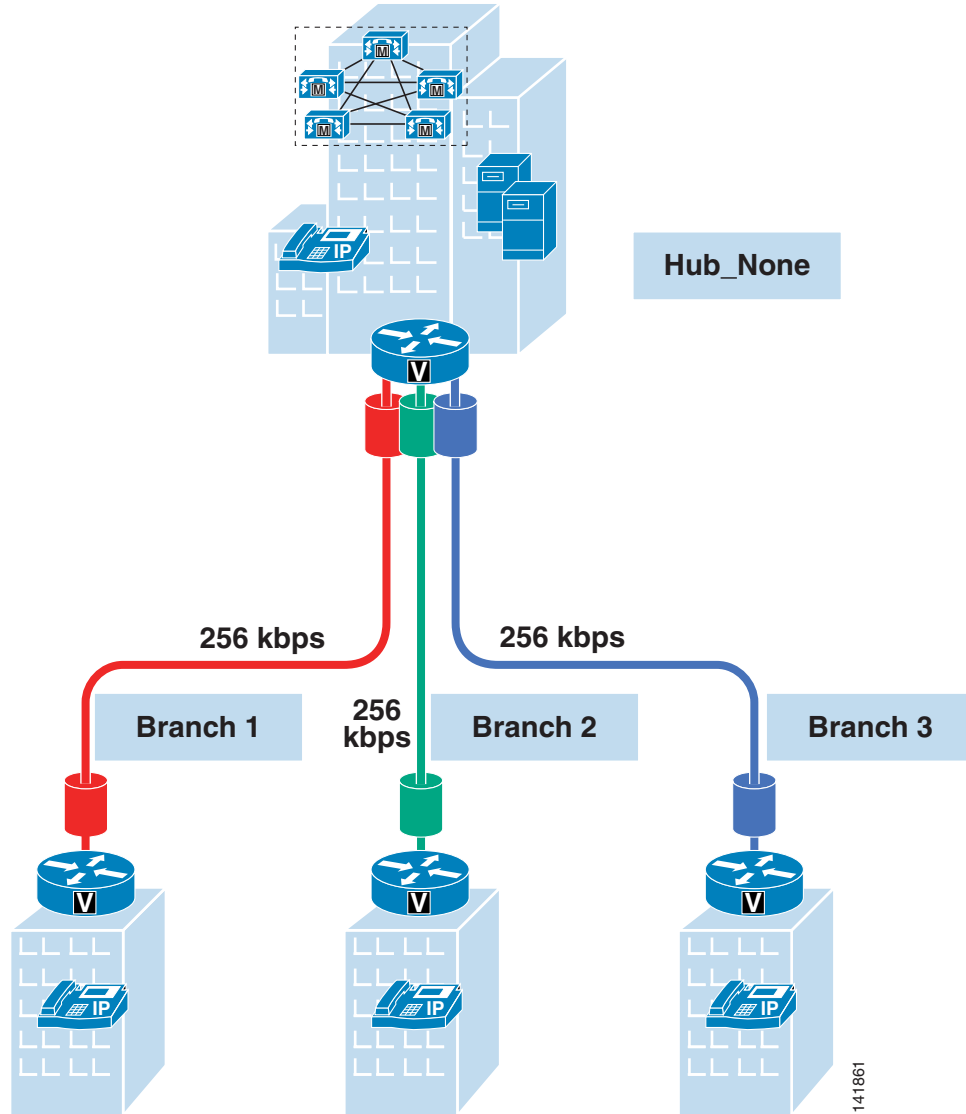 M
M
M
M
M
IP
Hub_None
V
256 kbps
256 kbps
Branch 1
256
kbps
Branch 2
Branch 3
V
V
V
IP
IP
IP
141861